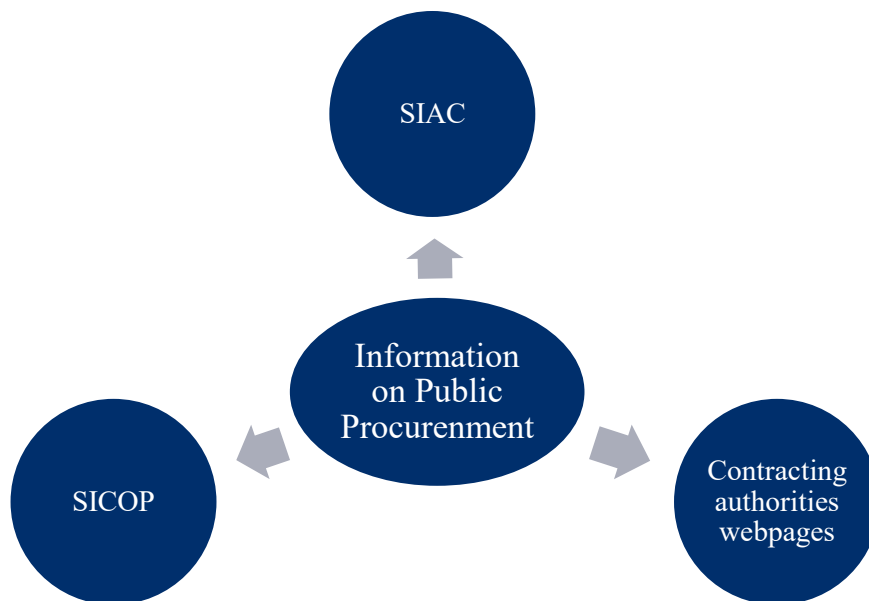 SIAC
Information
on Public
Procurenment
SICOP
Contracting
authorities
webpages